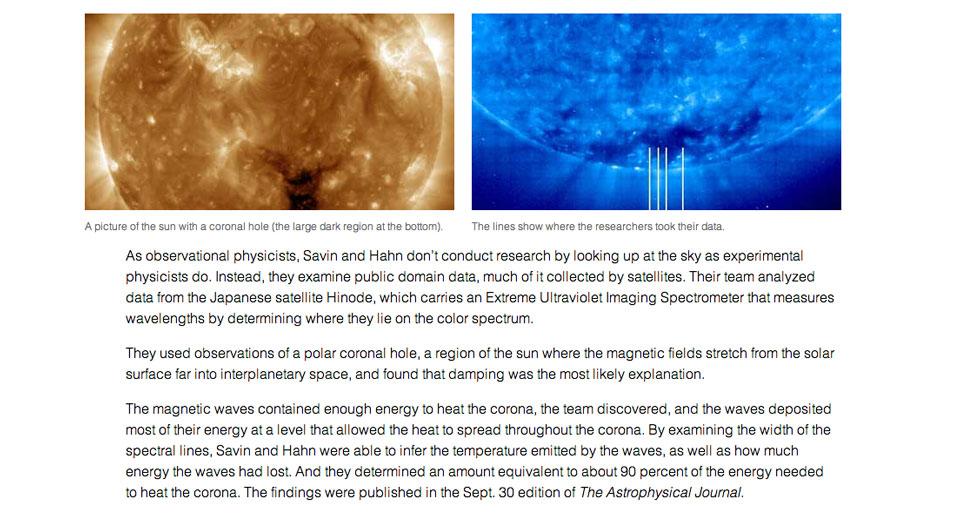 A picture of the sun with a coronal hole (the large dark region at the bottom).
The lines show where the researchers took their data.
As observational physicists, Savin and Hahn don’t conduct research by looking up at the sky as experimental
physicists do. Instead, they examine public domain data, much of it collected by satellites. Their team analyzed
data from the Japanese satellite Hinode, which carries an Extreme Ultraviolet Imaging Spectrometer that measures
wavelengths by determining where they lie on the color spectrum.
They used observations of a polar coronal hole, a region of the sun where the magnetic fields stretch from the solar
surface far into interplanetary space, and found that damping was the most likely explanation.
The magnetic waves contained enough energy to heat the corona, the team discovered, and the waves deposited
most of their energy at a level that allowed the heat to spread throughout the corona. By examining the width of the
spectral lines, Savin and Hahn were able to infer the temperature emitted by the waves, as well as how much
energy the waves had lost. And they determined an amount equivalent to about 90 percent of the energy needed
to heat the corona. The findings were published in the Sept. 30 edition of The Astrophysical Journal.